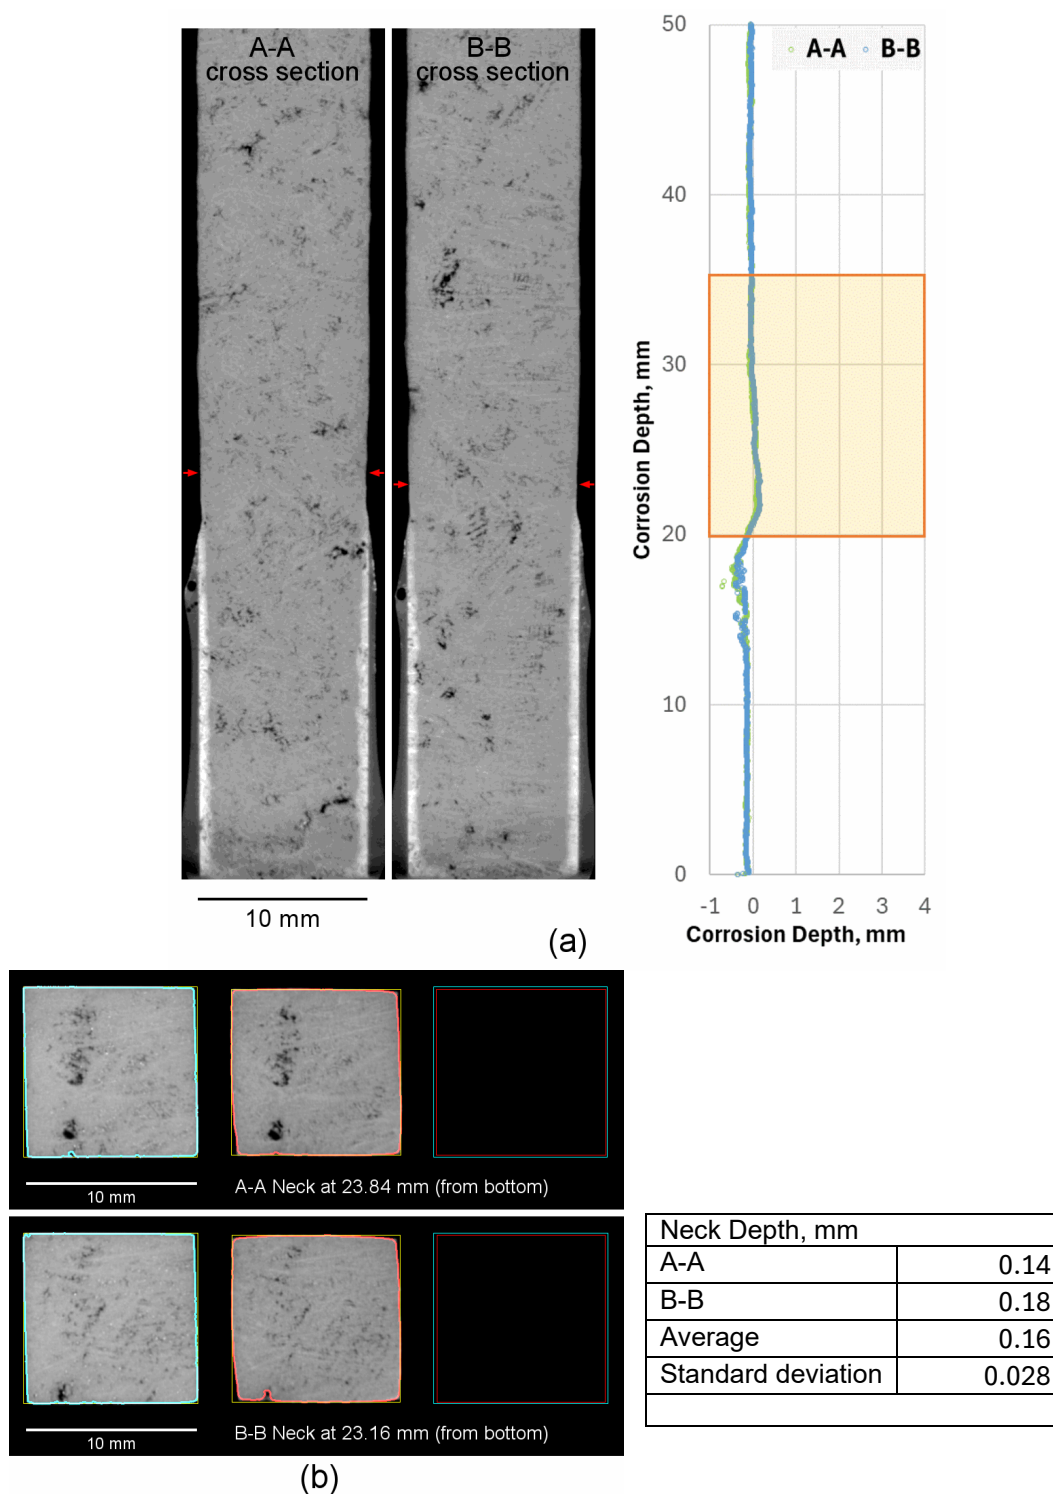 A-A
cross section
B-B
cross section
A-A B-B
50
40
30
20
10
0
Corrosion Depth, mm
-1 0 1 2 3 4
Corrosion Depth, mm
10 mm
(a)
10 mm
A-A Neck at 23.84 mm (from bottom)
10 mm
B-B Neck at 23.16 mm (from bottom)
(b)
Neck Depth, mm
A-A 0.14
B-B 0.18
Average 0.16
Standard deviation 0.028